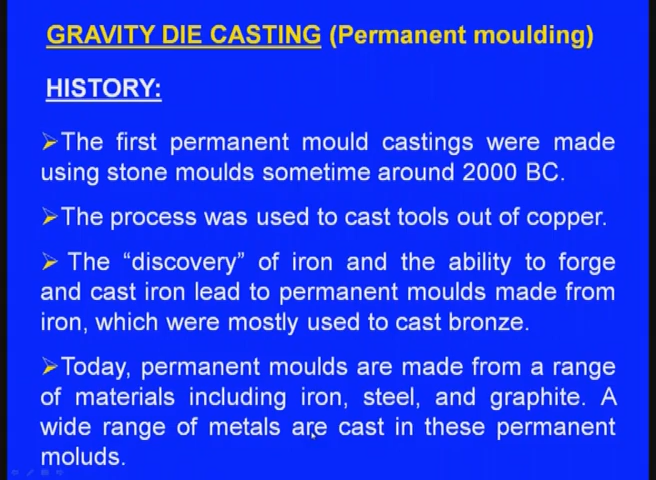 GRAVITY DIE CASTING (Permanent moulding)
HISTORY:
➢The first permanent mould castings were made
using stone moulds sometime around 2000 BC.
➢The process was used to cast tools out of copper.
➢ The “discovery” of iron and the ability to forge
and cast iron lead to permanent moulds made from
iron, which were mostly used to cast bronze.
➢Today, permanent moulds are made from a range
of materials including iron, steel, and graphite. A
wide range of metals are cast in these permanent
moluds.